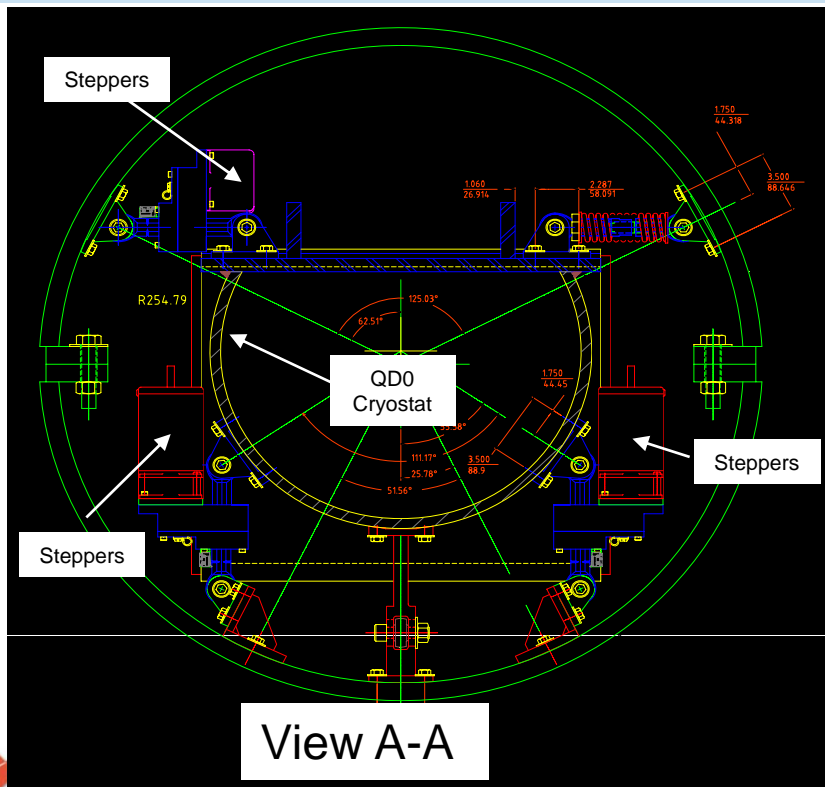 Steppers
1.750
44.318
3.500
88.646
1.060
26.914
2.287
58.091
R254.79
125.03°
62.51°
QD0
Cryostat
1.750
44.45
111.17°
3.500
88.9
25.78°
51.56°
Steppers
Steppers
View A-A